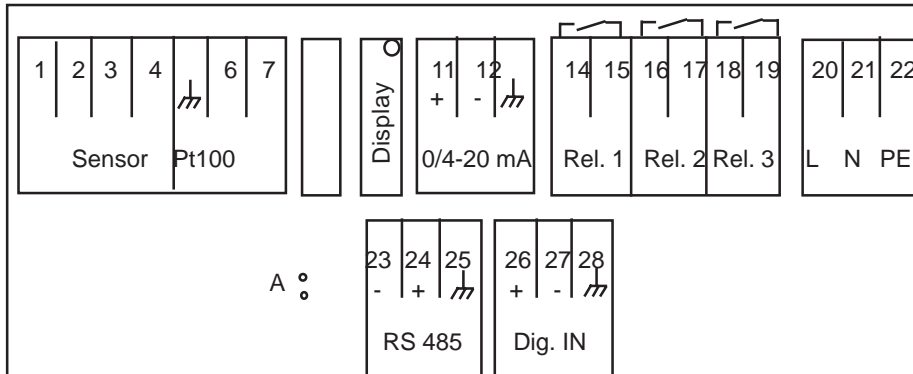 1 2 3 4 6 7
Sensor Pt100
Display
11 12
+ -
0/4-20 mA
14 15 16 17 18 19
Rel. 1 Rel. 2 Rel. 3
20 21 22
L N PE
A
23 24 25
- +
RS 485
26 27 28
+ -
Dig. IN